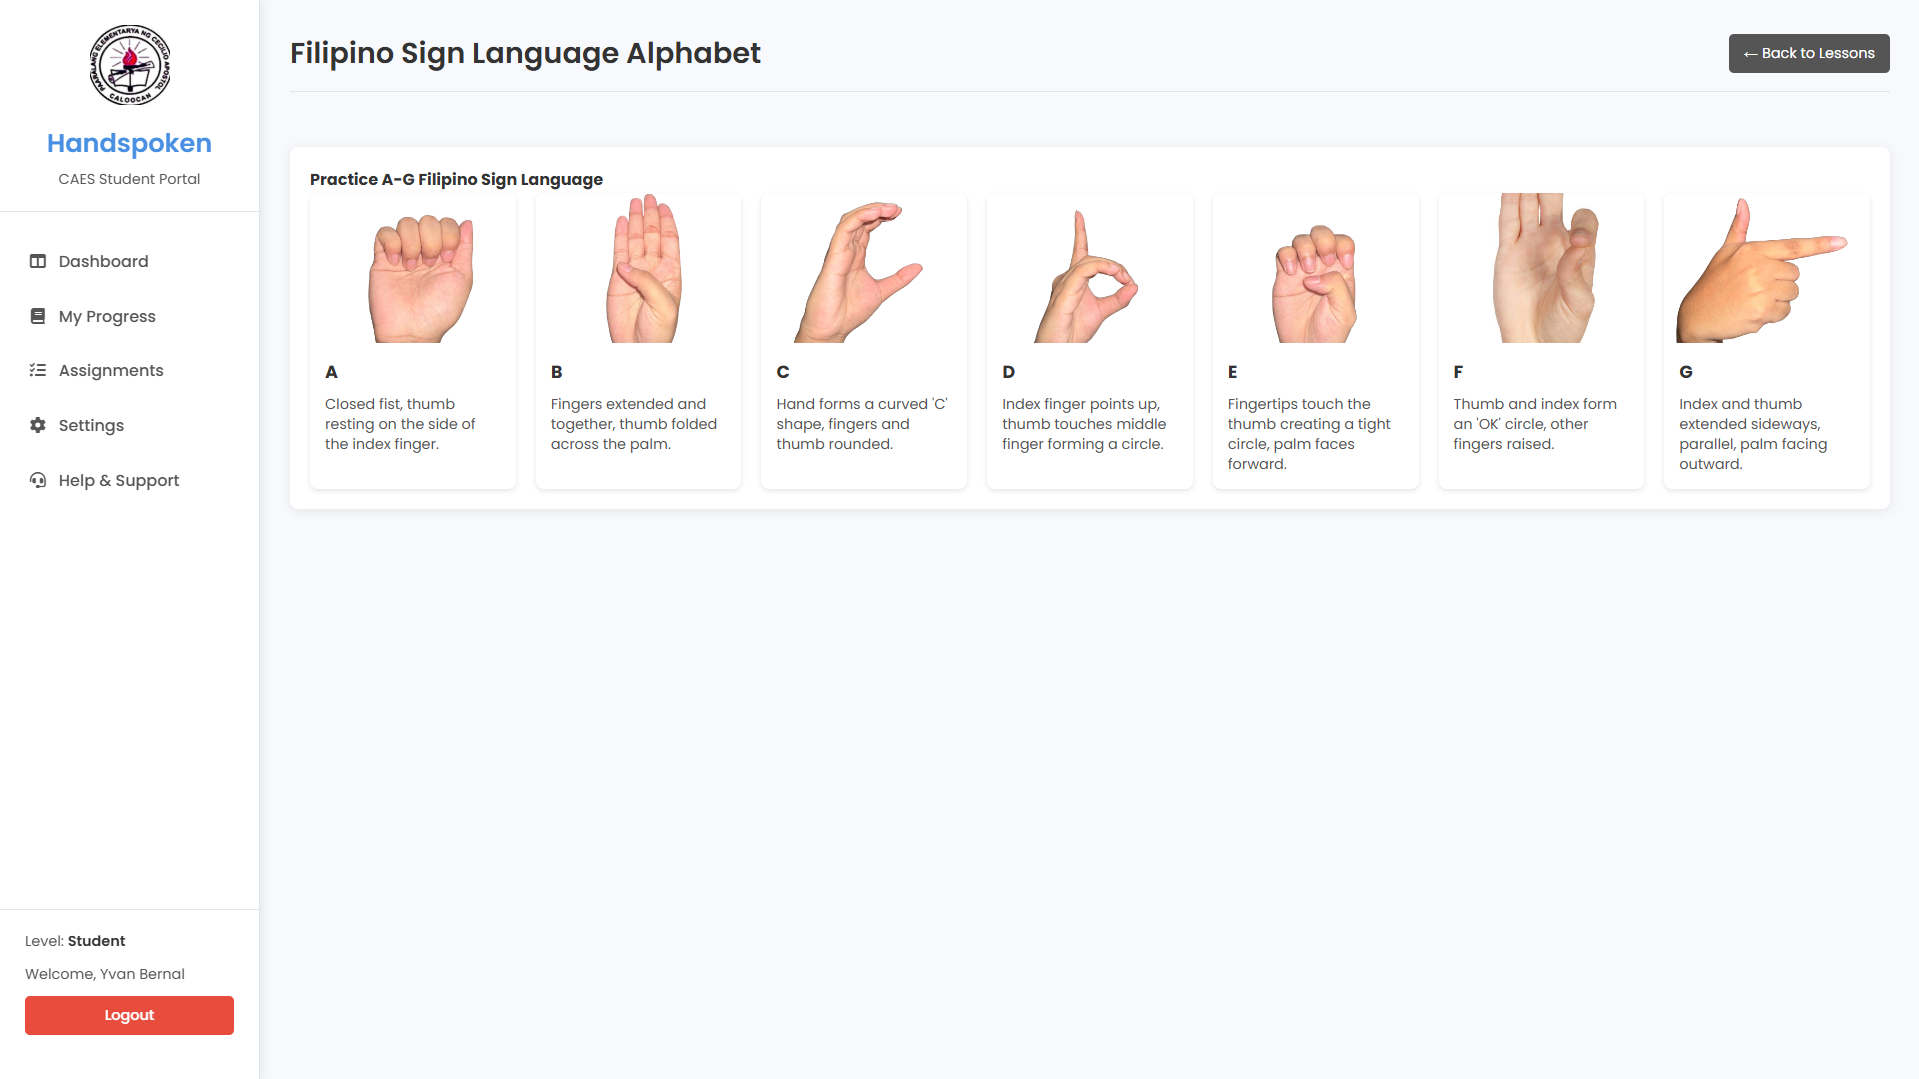 PAARALANG ELEMENTARYA NG CECILIO APOSTOL
CALOOCAN
Handspoken
CAES Student Portal
Dashboard
My Progress
Assignments
Settings
Help & Support
Level: Student
Welcome, Yvan Bernal
Logout
Filipino Sign Language Alphabet
← Back to Lessons
Practice A-G Filipino Sign Language
A
Closed fist, thumb
resting on the side of
the index finger.
B
Fingers extended and
together, thumb folded
across the palm.
C
Hand forms a curved 'C'
shape, fingers and
thumb rounded.
D
Index finger points up,
thumb touches middle
finger forming a circle.
E
Fingertips touch the
thumb creating a tight
circle, palm faces
forward.
F
Thumb and index form
an 'OK' circle, other
fingers raised.
G
Index and thumb
extended sideways,
parallel, palm facing
outward.